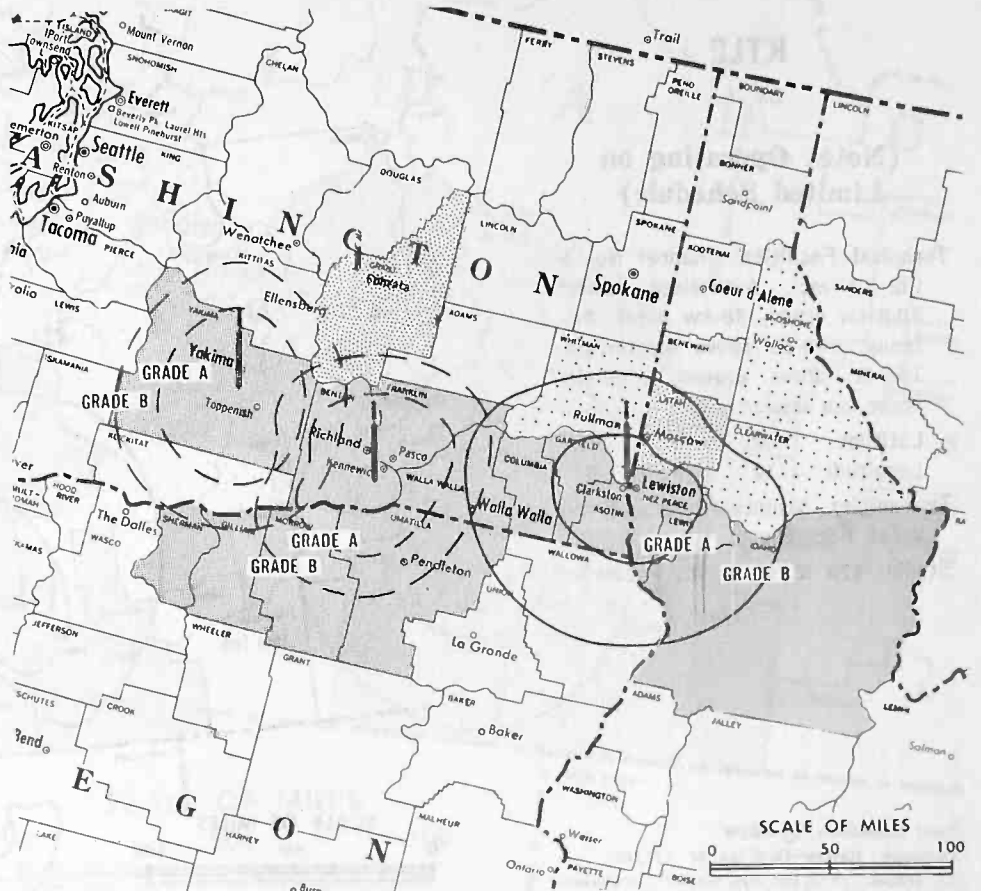 SKAGIT
ISLAND
Port
Townsend
Mount Vernon
SNOHOMISH
CHELAN
FERRY
STEVENS
Trail
PEND
OREILLE
BOUNDARY
LINCOLN
Everett
Beverly Pk. Laurel Hts
Lowell Pinehurst
KITSAP
emerton
Seattle
KING
Renton
DOUGLAS
BONNER
Sandpoint
A S H I N G T O N
Auburn
Puyallup
Tacoma
PIERCE
Wenatchee
KITTITAS
LINCOLN
SPOKANE
KOOTENAI
Spokane
Coeur d'Alene
SANDERS
LEWIS
Ellensburg
ADAMS
SHOSHONE
Wallace
YAKIMA
Yakima
WHITMAN
BENEWAH
MINERAL
SKAMANIA
GRADE A
GRADE B
Toppenish
BENTON
FRANKLIN
LATAH
Pullman
Moscow
KLICKITAT
Richland
Pasco
Kennewick
WALLA WALLA
COLUMBIA
GARFIELD
CLEARWATER
Clarkston
Lewiston
NEZ PERCE
ASOTIN
LEWIS
Walla Walla
HOOD
RIVER
The Dalles
SHERMAN
GILLIAM
MORROW
UMATILLA
WASCO
GRADE A
GRADE B
Pendleton
WALLOWA
GRADE A
IDAHO
GRADE B
UNION
JEFFERSON
WHEELER
La Grande
GRANT
CROOK
BAKER
ADAMS
VALLEY
LEMHI
Baker
Salmon
Bend
E G O N
WASHINGTON
MALHEUR
HARNEY
LAKE
Weiser
Ontario
PAYETTE
BOISE
SCALE OF MILES
0 50 100